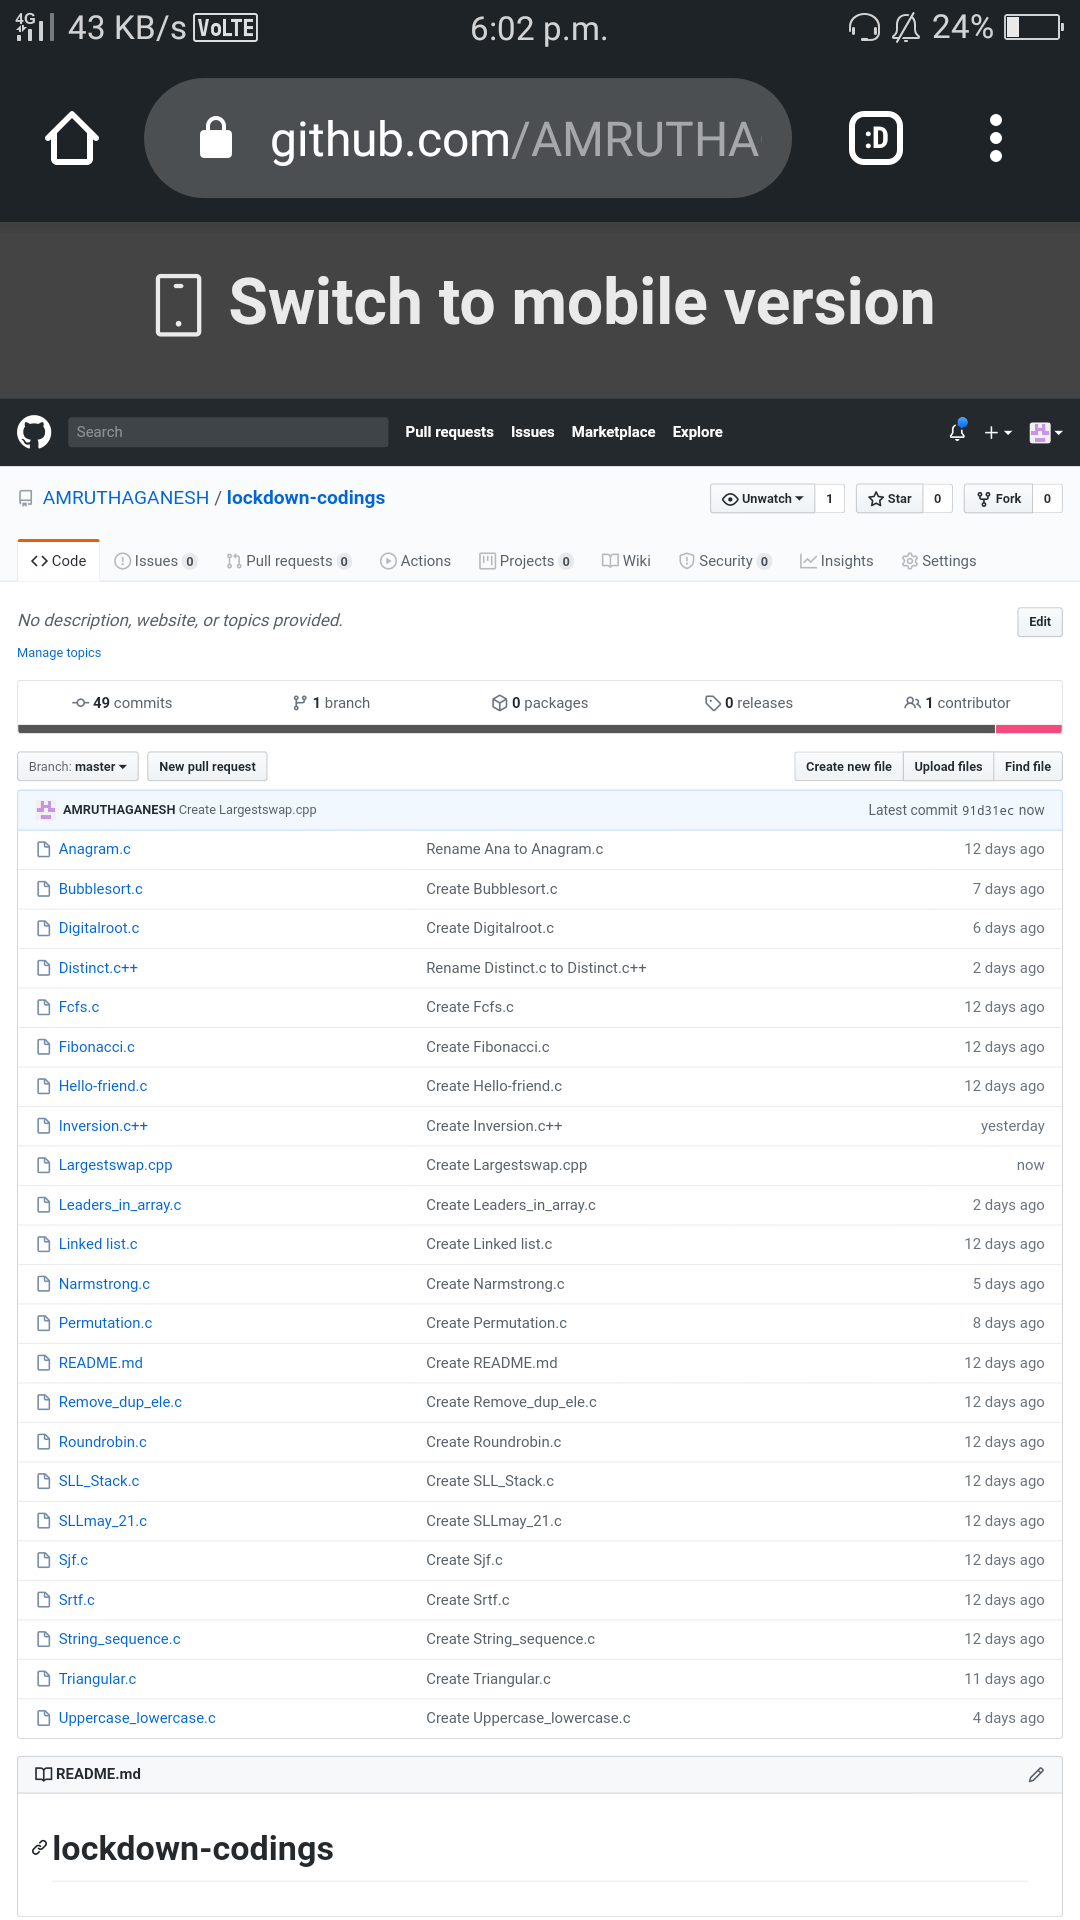 4G 43 KB/s VoLTE 6:02 p.m. 24%
github.com/AMRUTHA :D
Switch to mobile version
Search Pull requests Issues Marketplace Explore
AMRUTHAGANESH / lockdown-codings Unwatch 1 Star 0 Fork 0
Code Issues 0 Pull requests 0 Actions Projects 0 Wiki Security 0 Insights Settings
No description, website, or topics provided. Edit
Manage topics
49 commits 1 branch 0 packages 0 releases 1 contributor
Branch: master New pull request Create new file Upload files Find file
AMRUTHAGANESH Create Largestswap.cpp Latest commit 91d31ec now
Anagram.c Rename Ana to Anagram.c 12 days ago
Bubblesort.c Create Bubblesort.c 7 days ago
Digitalroot.c Create Digitalroot.c 6 days ago
Distinct.c++ Rename Distinct.c to Distinct.c++ 2 days ago
Fcfs.c Create Fcfs.c 12 days ago
Fibonacci.c Create Fibonacci.c 12 days ago
Hello-friend.c Create Hello-friend.c 12 days ago
Inversion.c++ Create Inversion.c++ yesterday
Largestswap.cpp Create Largestswap.cpp now
Leaders_in_array.c Create Leaders_in_array.c 2 days ago
Linked list.c Create Linked list.c 12 days ago
Narmstrong.c Create Narmstrong.c 5 days ago
Permutation.c Create Permutation.c 8 days ago
README.md Create README.md 12 days ago
Remove_dup_ele.c Create Remove_dup_ele.c 12 days ago
Roundrobin.c Create Roundrobin.c 12 days ago
SLL_Stack.c Create SLL_Stack.c 12 days ago
SLLmay_21.c Create SLLmay_21.c 12 days ago
Sjf.c Create Sjf.c 12 days ago
Srtf.c Create Srtf.c 12 days ago
String_sequence.c Create String_sequence.c 12 days ago
Triangular.c Create Triangular.c 11 days ago
Uppercase_lowercase.c Create Uppercase_lowercase.c 4 days ago
README.md
lockdown-codings